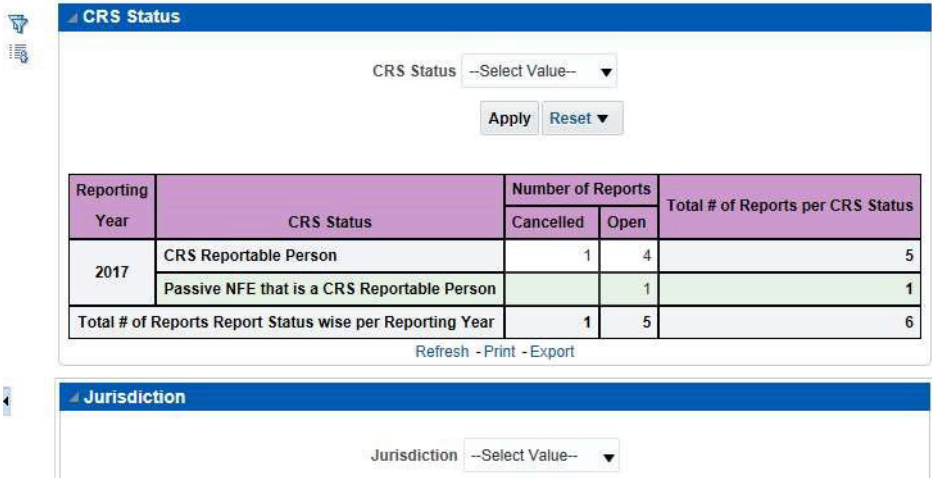 CRS Status
CRS Status --Select Value--
Apply Reset
Reporting Year CRS Status Number of Reports Total # of Reports per CRS Status
Cancelled Open
2017 CRS Reportable Person 1 4 5
Passive NFE that is a CRS Reportable Person 1 1
Total # of Reports Report Status wise per Reporting Year 1 5 6
Refresh - Print - Export
Jurisdiction
Jurisdiction --Select Value--